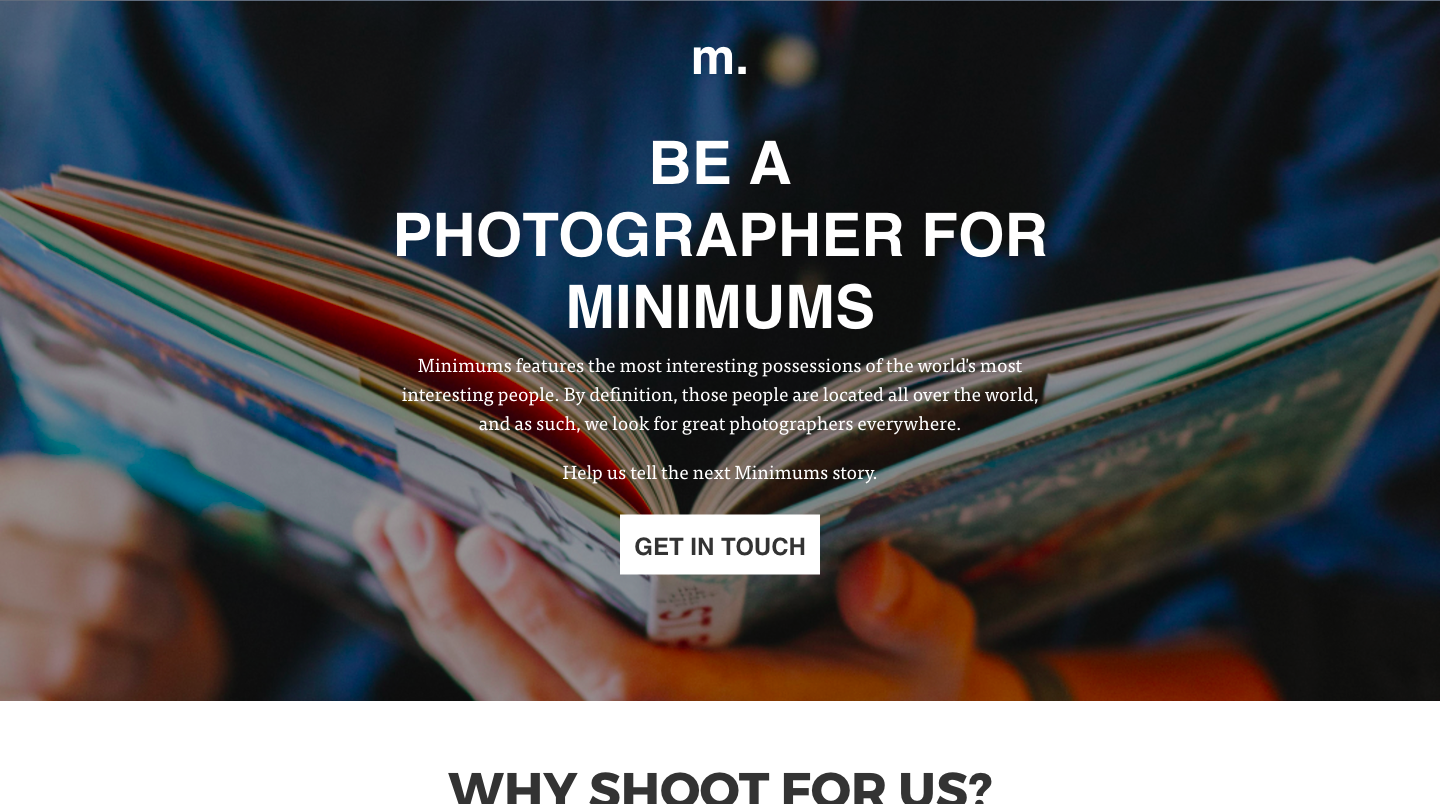 m.
BE A
PHOTOGRAPHER FOR
MINIMUMS
Minimums features the most interesting possessions of the world's most
interesting people. By definition, those people are located all over the world,
and as such, we look for great photographers everywhere.
Help us tell the next Minimums story.
GET IN TOUCH
WHY SHOOT FOR US?